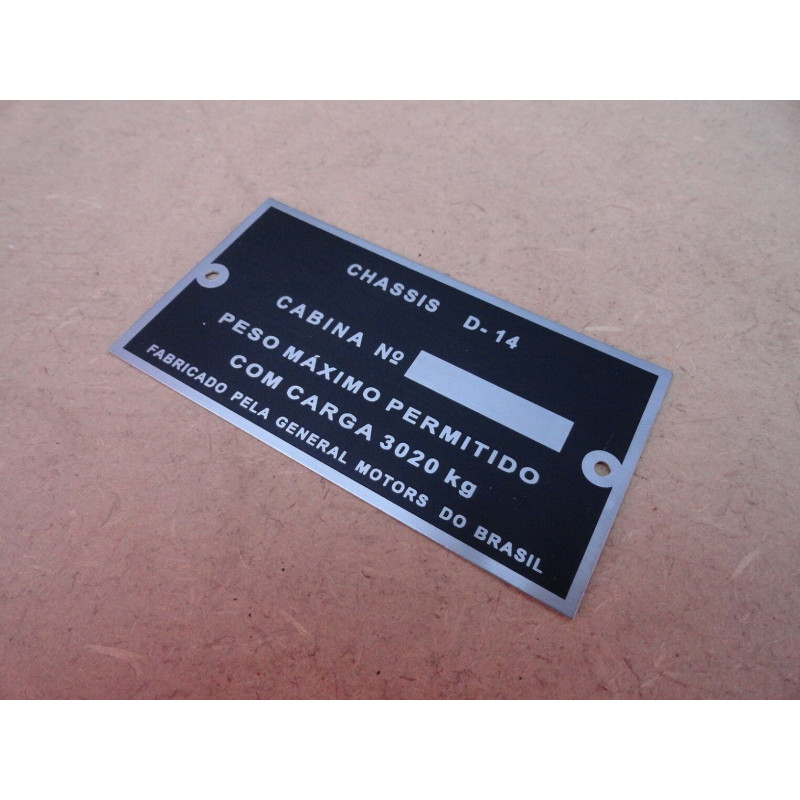 CHASSIS D-14
CABINA Nº
PESO MÁXIMO PERMITIDO
COM CARGA 3020 kg
FABRICADO PELA GENERAL MOTORS DO BRASIL